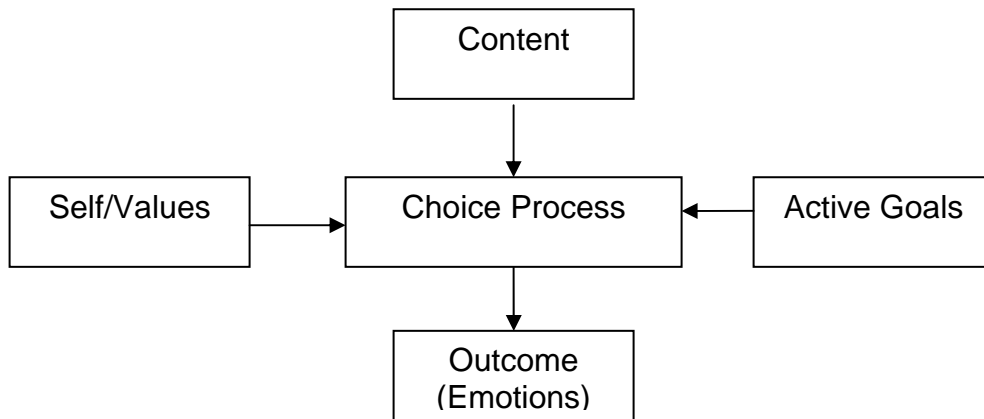 Content
Self/Values
Choice Process
Active Goals
Outcome
(Emotions)